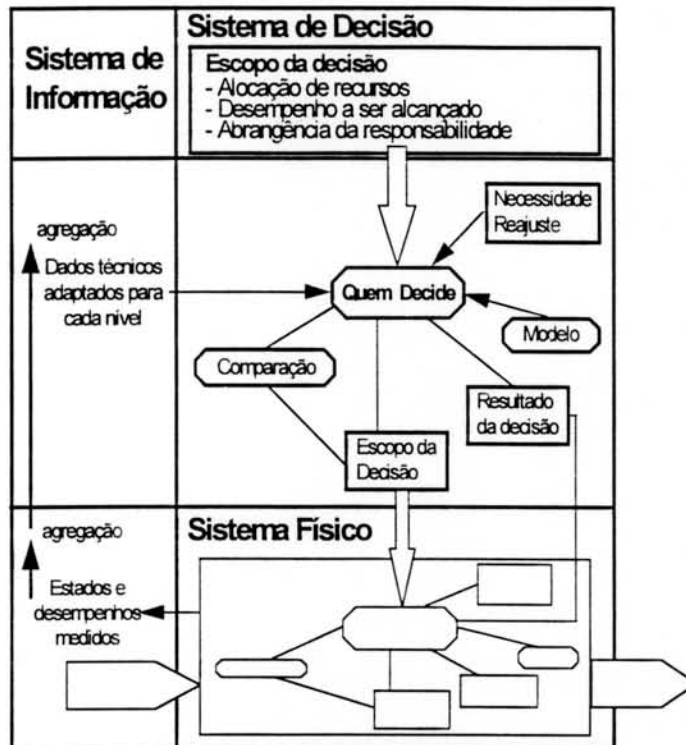 Sistema de
Informação
Sistema de Decisão
Escopo da decisão
- Alocação de recursos
- Desempenho a ser alcançado
- Abrangência da responsabilidade
agregação
Dados técnicos
adaptados para
cada nível
Necessidade
Reajuste
Quem Decide
Modelo
Comparação
Resultado
da decisão
Escopo da
Decisão
agregação
Estados e
desempenhos
medidos
Sistema Físico